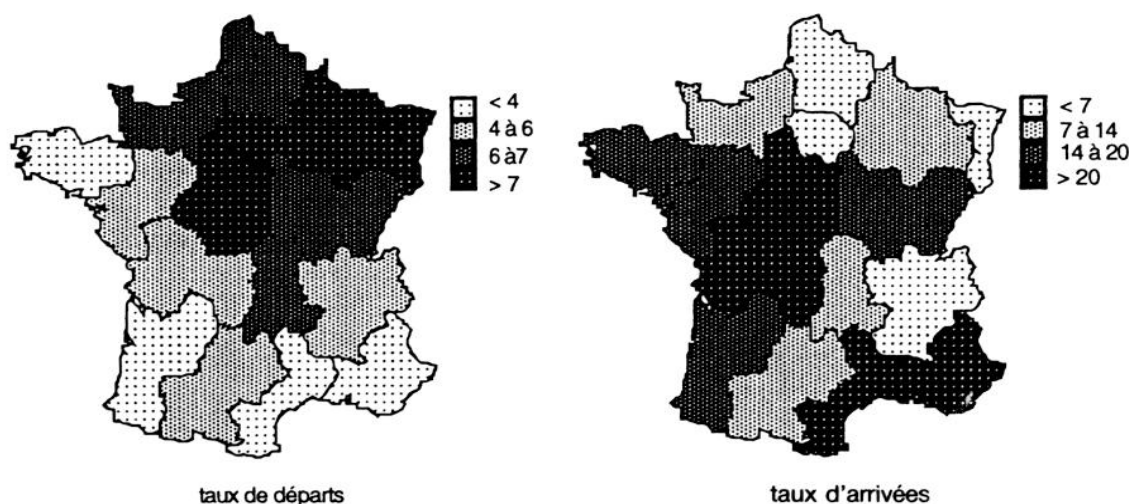 < 4
4 à 6
6 à7
> 7
taux de départs
< 7
7 à 14
14 à 20
> 20
taux d'arrivées